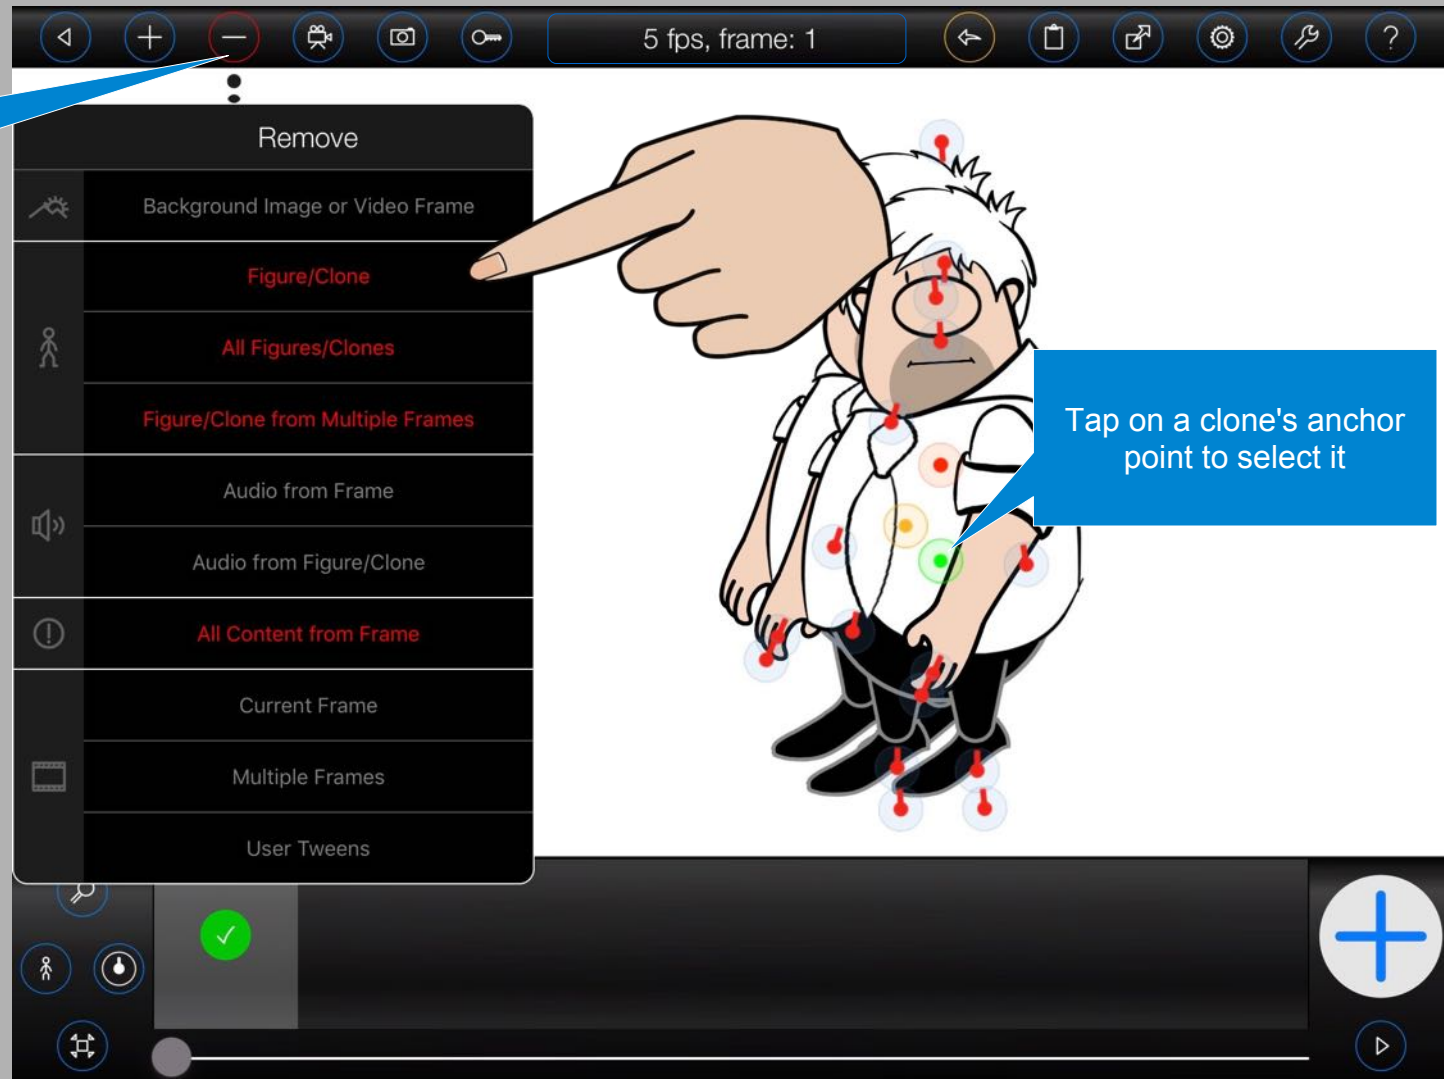 5 fps, frame: 1
?
Remove
Background Image or Video Frame
Figure/Clone
All Figures/Clones
Figure/Clone from Multiple Frames
Tap on a clone's anchor
point to select it
Audio from Frame
Audio from Figure/Clone
All Content from Frame
Current Frame
Multiple Frames
User Tweens